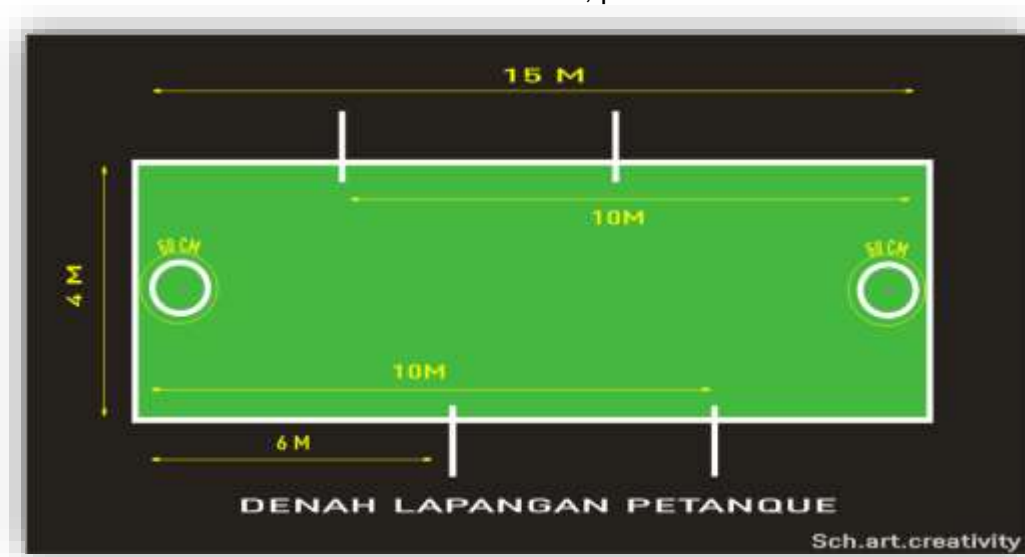 15 M
10M
50 CM
50 CM
4 M
10M
6 M
DENAH LAPANGAN PETANQUE
Sch.art.creativity